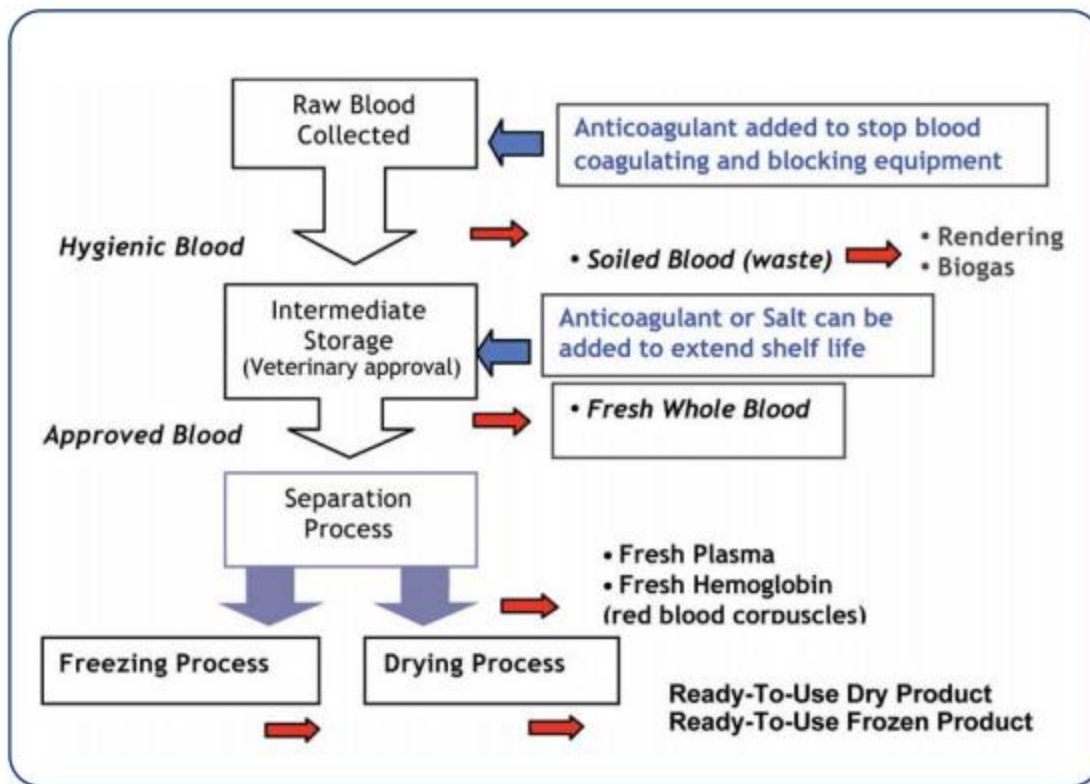 Raw Blood
Collected
Anticoagulant added to stop blood
coagulating and blocking equipment
Hygienic Blood
• Soiled Blood (waste)
• Rendering
• Biogas
Intermediate
Storage
(Veterinary approval)
Anticoagulant or Salt can be
added to extend shelf life
• Fresh Whole Blood
Approved Blood
Separation
Process
• Fresh Plasma
• Fresh Hemoglobin
(red blood corpuscles)
Freezing Process
Drying Process
Ready-To-Use Dry Product
Ready-To-Use Frozen Product